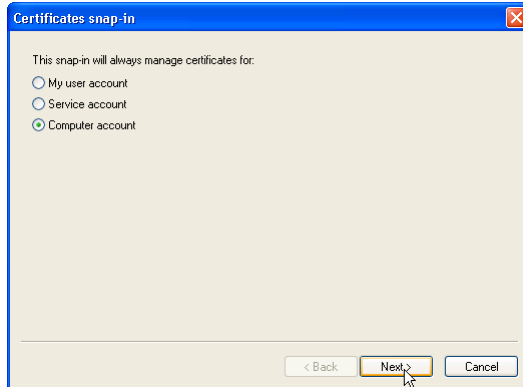 Certificates snap-in
This snap-in will always manage certificates for:
My user account
Service account
Computer account
< Back Next > Cancel